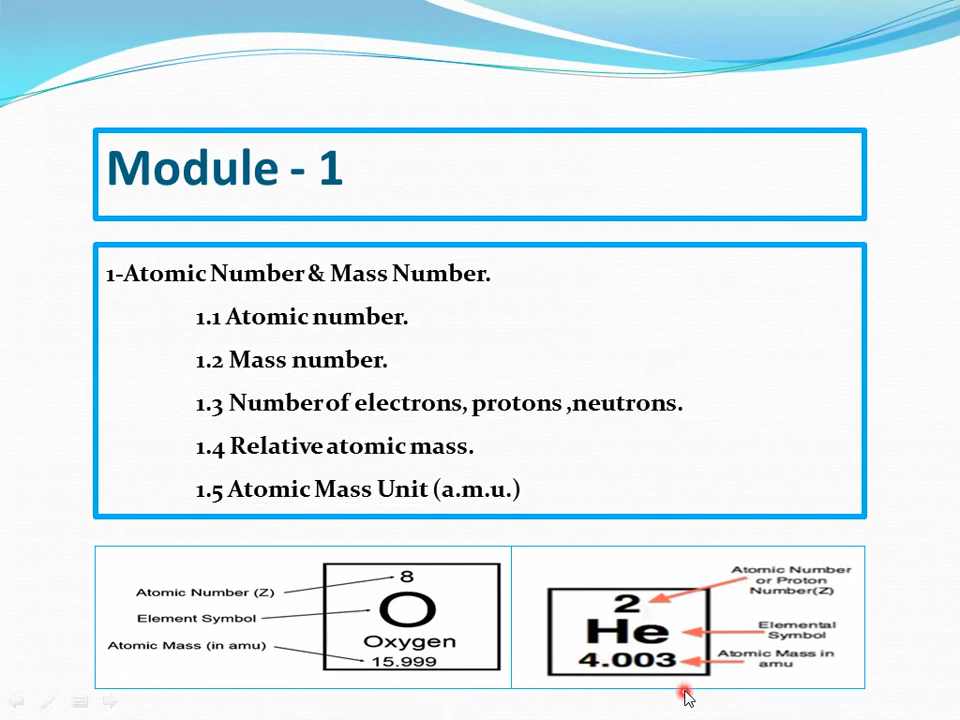 Module - 1
1-Atomic Number & Mass Number.
1.1 Atomic number.
1.2 Mass number.
1.3 Number of electrons, protons ,neutrons.
1.4 Relative atomic mass.
1.5 Atomic Mass Unit (a.m.u.)
Atomic Number (Z)
Element Symbol
Atomic Mass (in amu)
8
O
Oxygen
15.999
2
He
4.003
Atomic Number
or Proton
Number(Z)
Elemental
Symbol
Atomic Mass in
amu